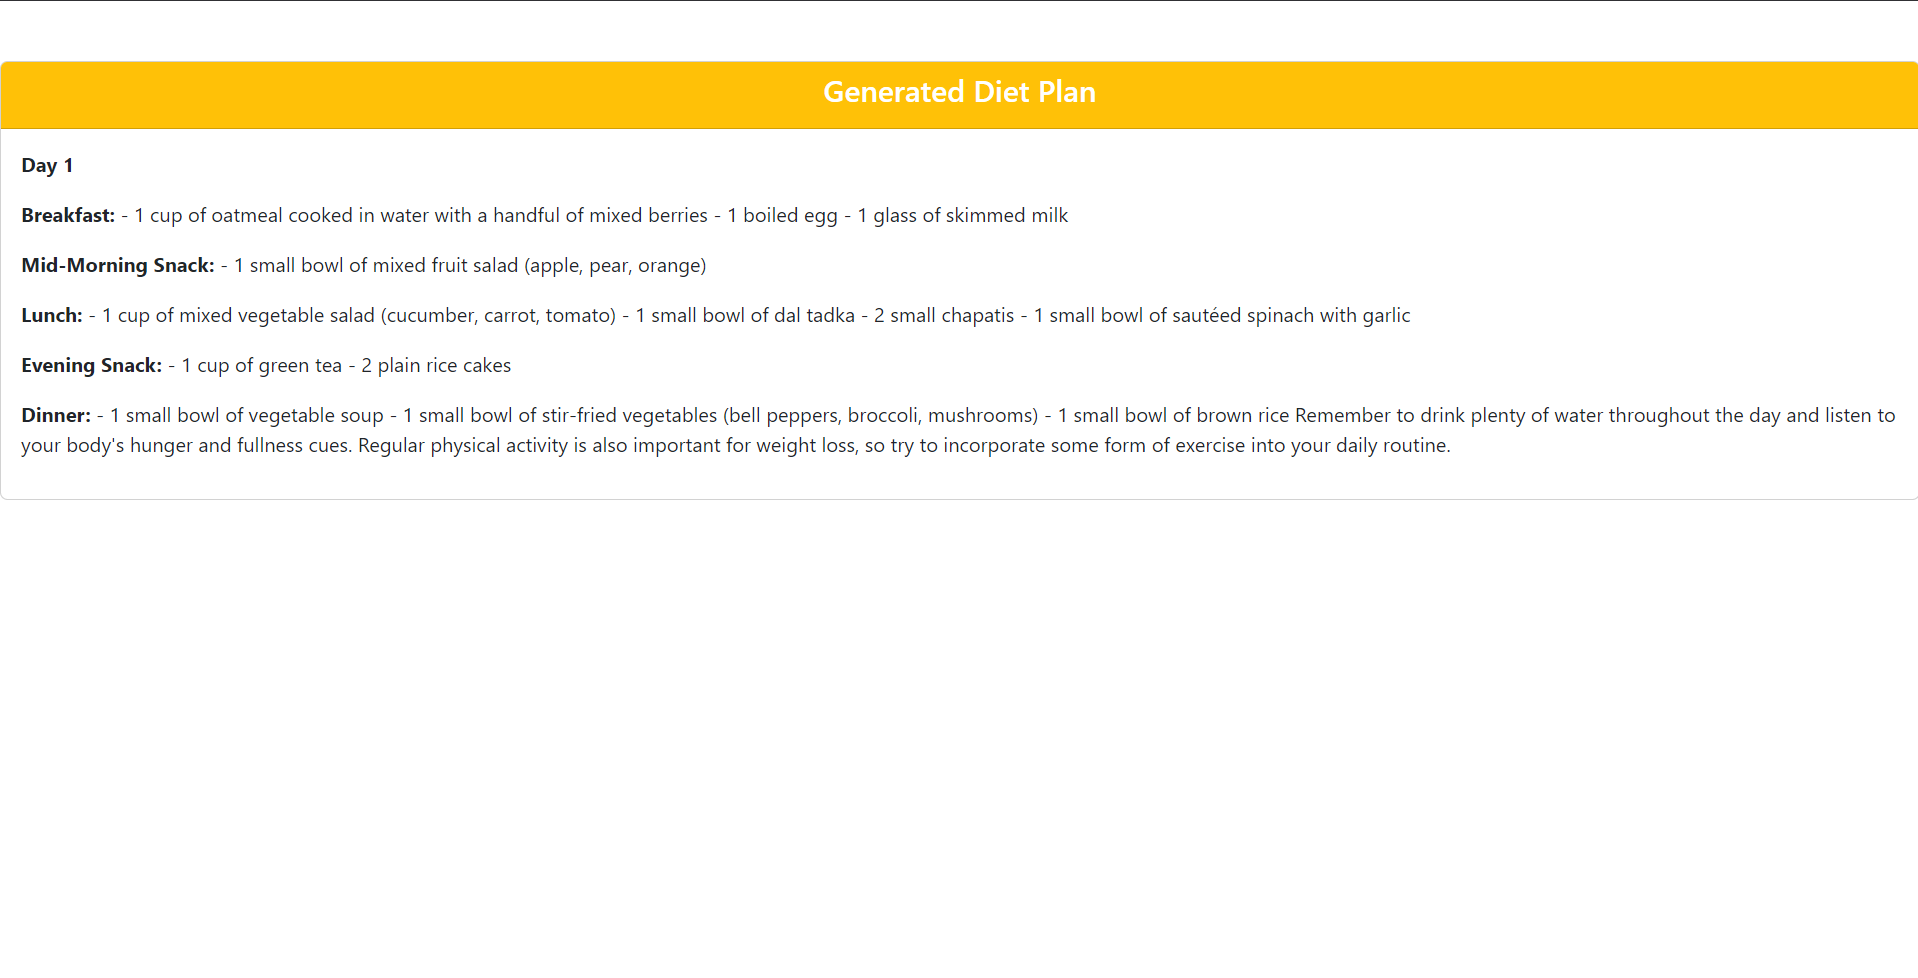 Generated Diet Plan
Day 1
Breakfast: - 1 cup of oatmeal cooked in water with a handful of mixed berries - 1 boiled egg - 1 glass of skimmed milk
Mid-Morning Snack: - 1 small bowl of mixed fruit salad (apple, pear, orange)
Lunch: - 1 cup of mixed vegetable salad (cucumber, carrot, tomato) - 1 small bowl of dal tadka - 2 small chapatis - 1 small bowl of sautéed spinach with garlic
Evening Snack: - 1 cup of green tea - 2 plain rice cakes
Dinner: - 1 small bowl of vegetable soup - 1 small bowl of stir-fried vegetables (bell peppers, broccoli, mushrooms) - 1 small bowl of brown rice Remember to drink plenty of water throughout the day and listen to
your body's hunger and fullness cues. Regular physical activity is also important for weight loss, so try to incorporate some form of exercise into your daily routine.